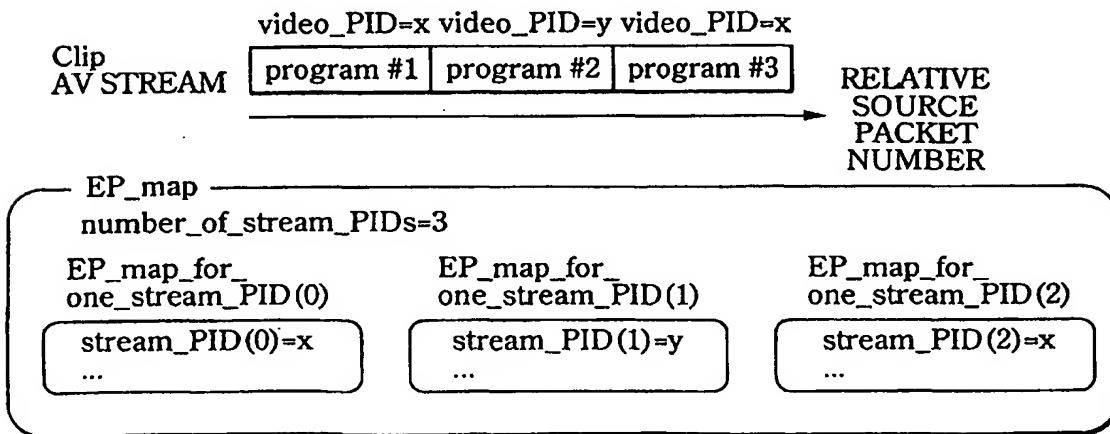 video_PID=x video_PID=y video_PID=x
Clip
AV STREAM
program #1 program #2 program #3
RELATIVE
SOURCE
PACKET
NUMBER
EP_map
number_of_stream_PIDs=3
EP_map_for_
one_stream_PID(0)
EP_map_for_
one_stream_PID(1)
EP_map_for_
one_stream_PID(2)
stream_PID(0)=x
...
stream_PID(1)=y
...
stream_PID(2)=x
...